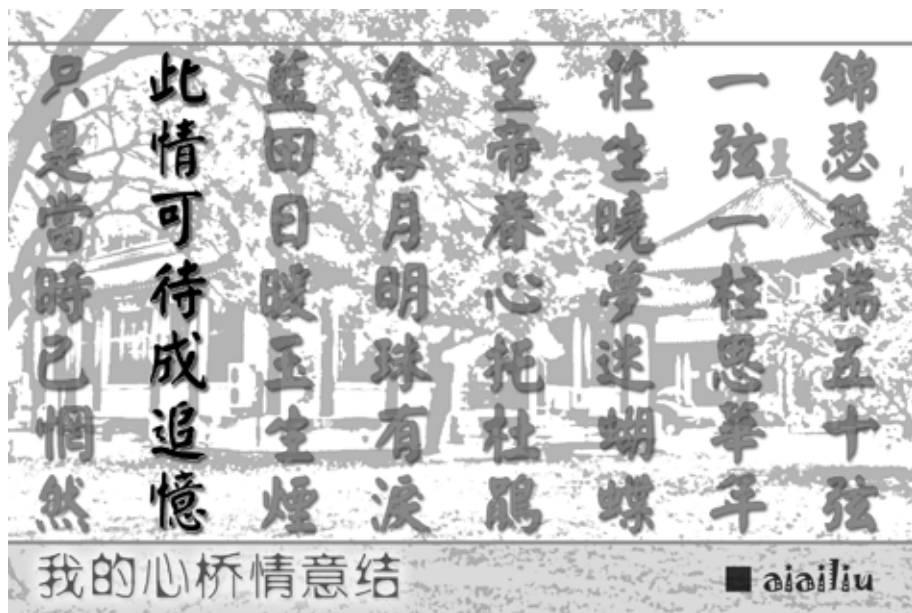 錦瑟無端五十弦
一弦一柱思華年
莊生曉夢迷蝴蝶
望帝春心托杜鵑
滄海月明珠有淚
藍田日暖玉生煙
此情可待成追憶
只是當時已惘然
我的心桥情意结
aiailiu